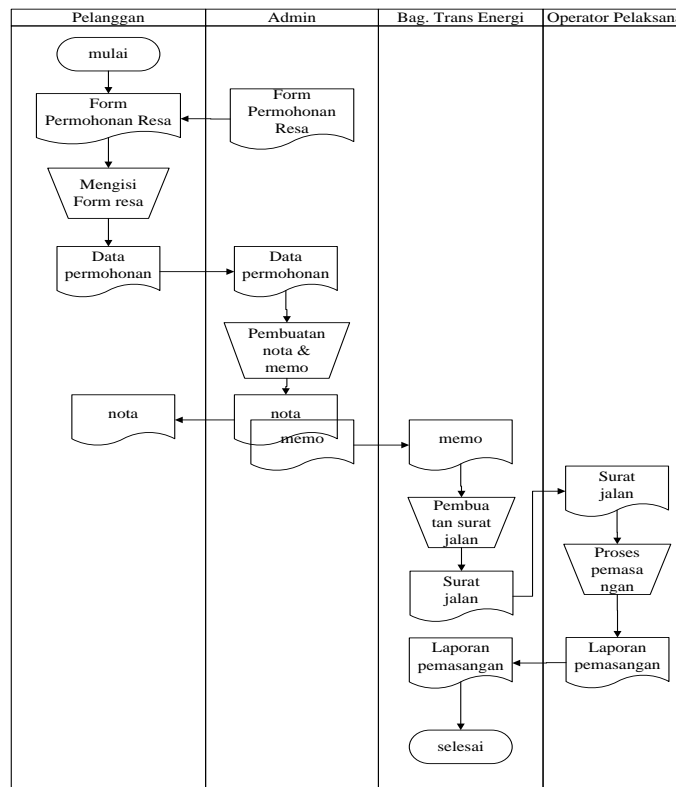 Pelanggan
Admin
Bag. Trans Energi
Operator Pelaksana
mulai
Form
Permohonan Resa
Form
Permohonan
Resa
Mengisi
Form resa
Data
permohonan
Data
permohonan
Pembuatan
nota &
memo
nota
nota
memo
memo
Pembua
tan surat
jalan
Surat
jalan
Surat
jalan
Proses
pemasa
ngan
Laporan
pemasangan
Laporan
pemasangan
selesai